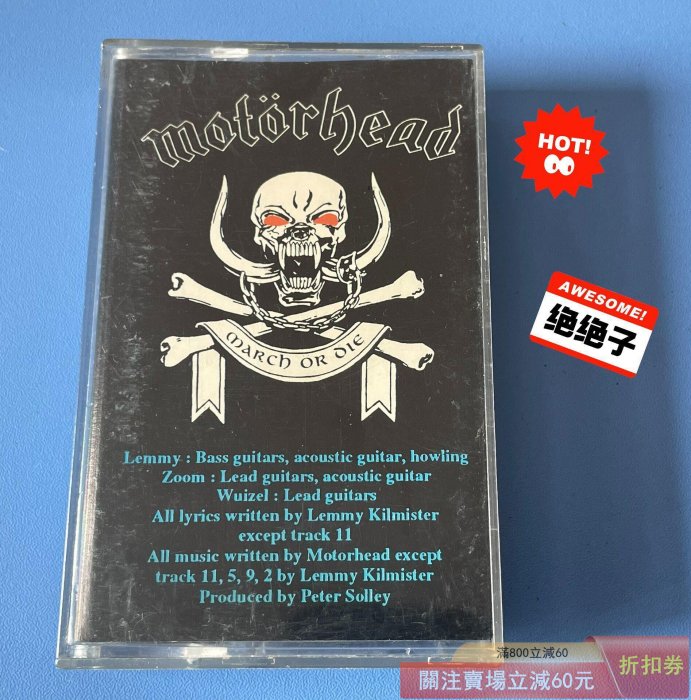 motörhead
MARCH OR DIE
Lemmy : Bass guitars, acoustic guitar, howling
Zoom : Lead guitars, acoustic guitar
Wuizel : Lead guitars
All lyrics written by Lemmy Kilmister
except track 11
All music written by Motorhead except
track 11, 5, 9, 2 by Lemmy Kilmister
Produced by Peter Solley
HOT!
AWESOME!
绝绝子
滿800立減60
關注賣場立減60元
折扣券